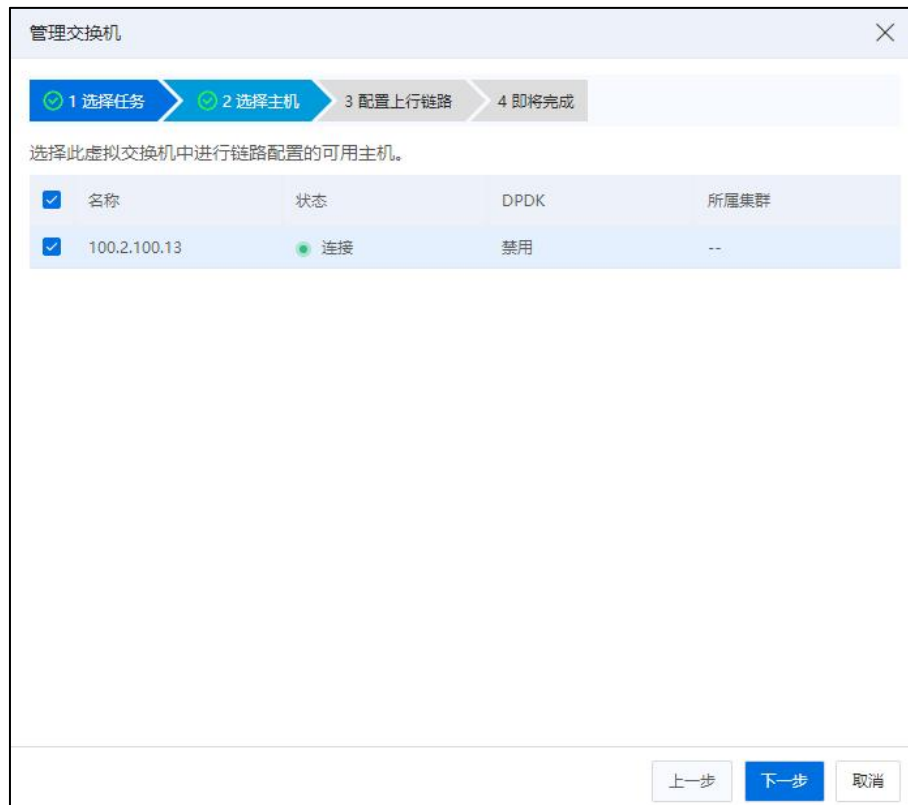 管理交换机
1 选择任务 2 选择主机 3 配置上行链路 4 即将完成
选择此虚拟交换机中进行链路配置的可用主机。
名称 状态 DPDK 所属集群
100.2.100.13 连接 禁用 --
上一步 下一步 取消